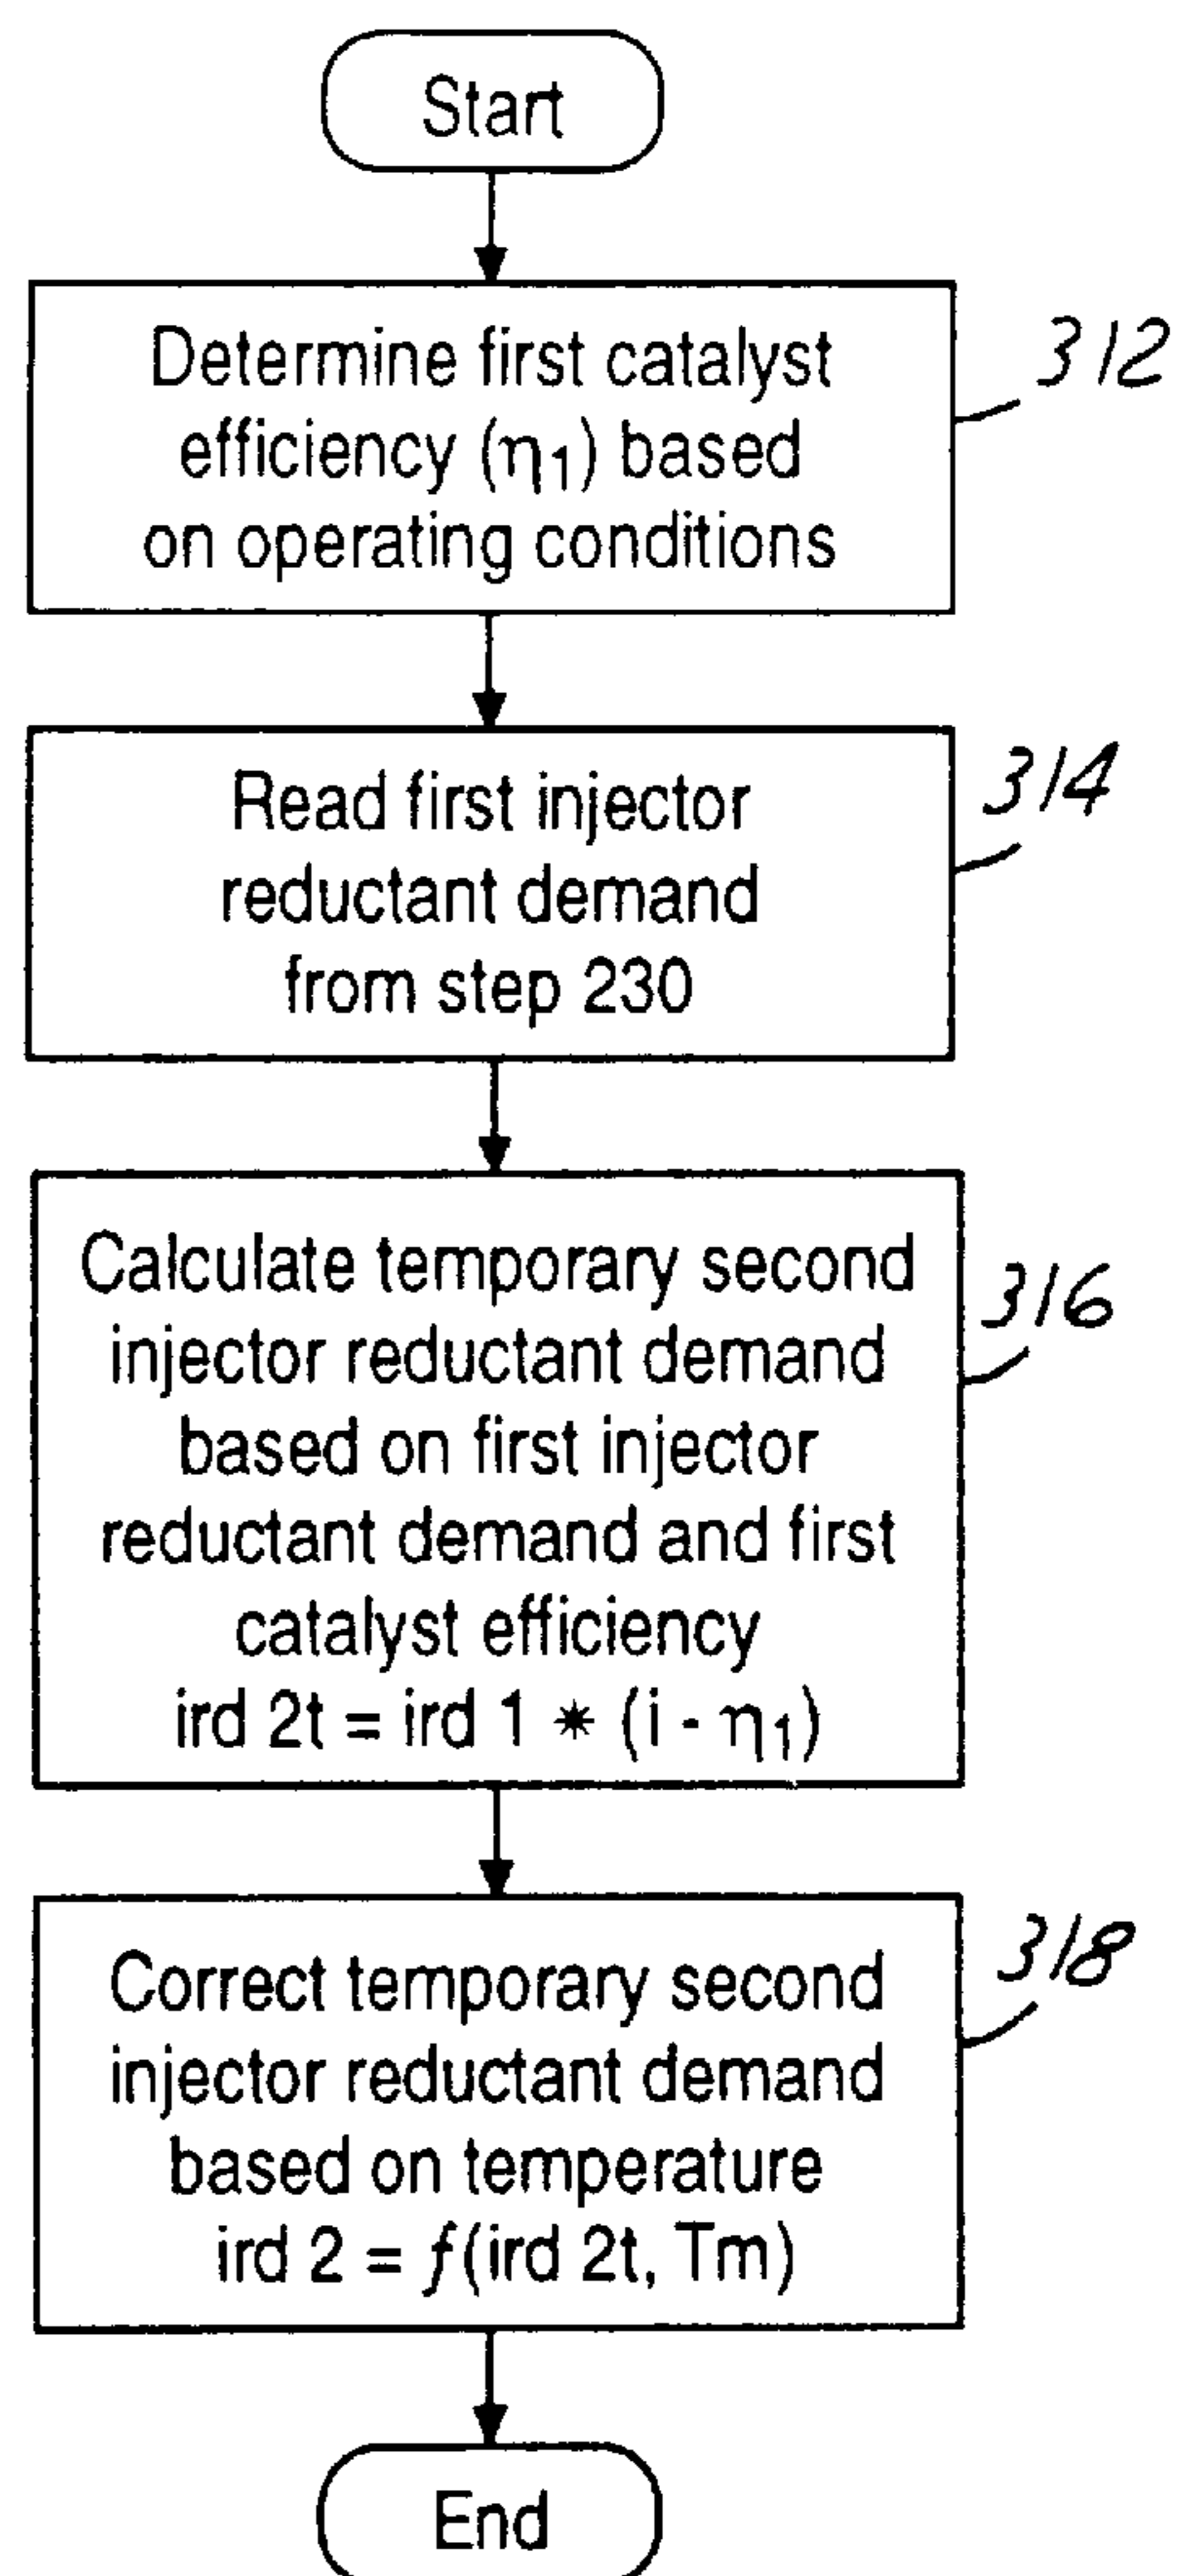 Start
Determine first catalyst
efficiency (η1) based
on operating conditions
312
Read first injector
reductant demand
from step 230
314
Calculate temporary second
injector reductant demand
based on first injector
reductant demand and first
catalyst efficiency
ird 2t = ird 1 * (i - η1)
316
Correct temporary second
injector reductant demand
based on temperature
ird 2 = f(ird 2t, Tm)
318
End